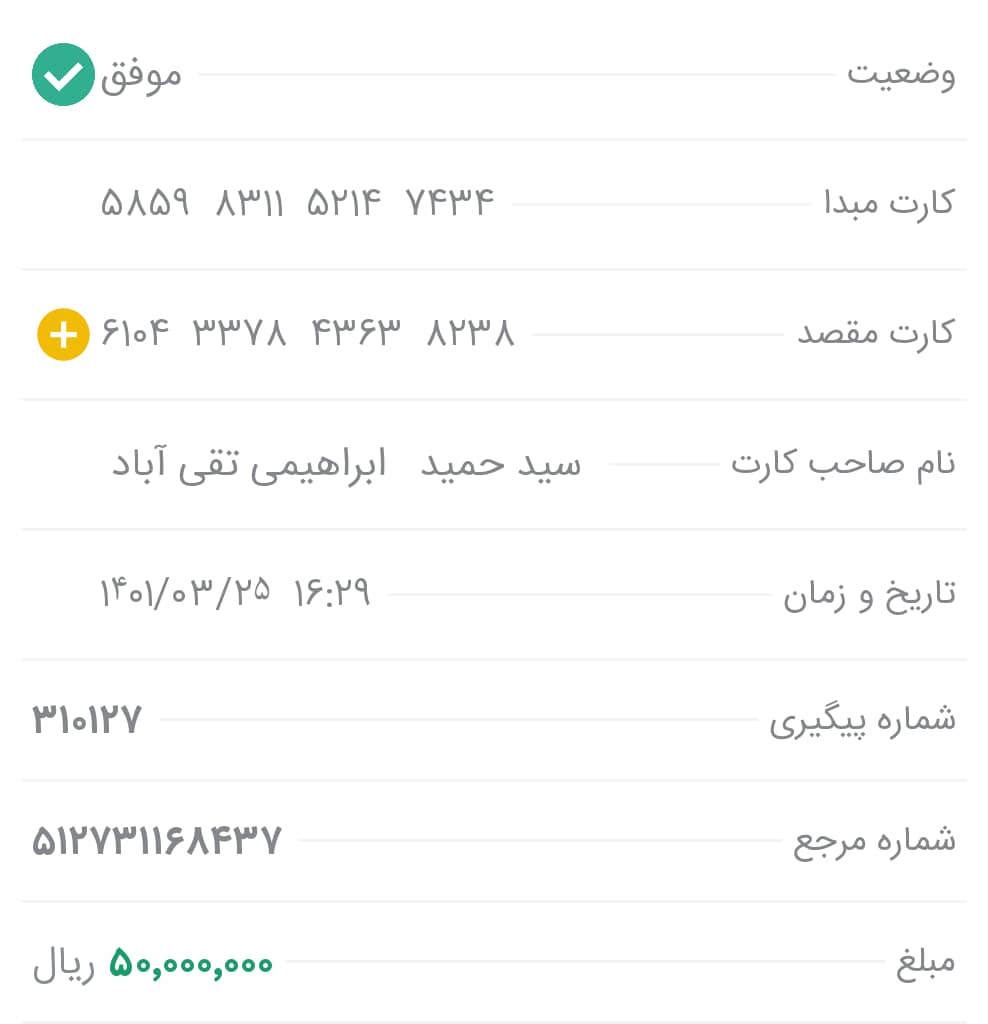 وضعیت موفق
کارت مبدا ۵۸۵۹ ۸۳۱۱ ۵۲۱۴ ۷۴۳۴
کارت مقصد ۶۱۰۴ ۳۳۷۸ ۴۳۶۳ ۸۲۳۸
نام صاحب کارت سید حمید ابراهیمی تقی آباد
تاریخ و زمان ۱۴۰۱/۰۳/۲۵ ۱۶:۲۹
شماره پیگیری ۳۱۰۱۲۷
شماره مرجع ۵۱۲۷۳۱۱۶۸۴۳۷
مبلغ ۵۰,۰۰۰,۰۰۰ ریال